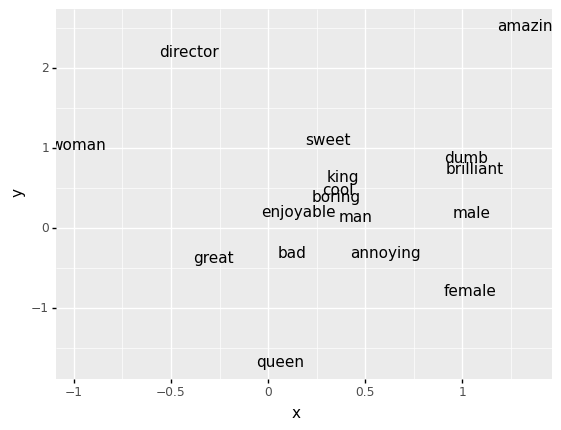 amazin
director
2
woman
1
sweet
dumb
brilliant
king
cool
boring
enjoyable
man
male
0
great
bad
annoying
female
−1
queen
−1
−0.5
0
0.5
1
x
y